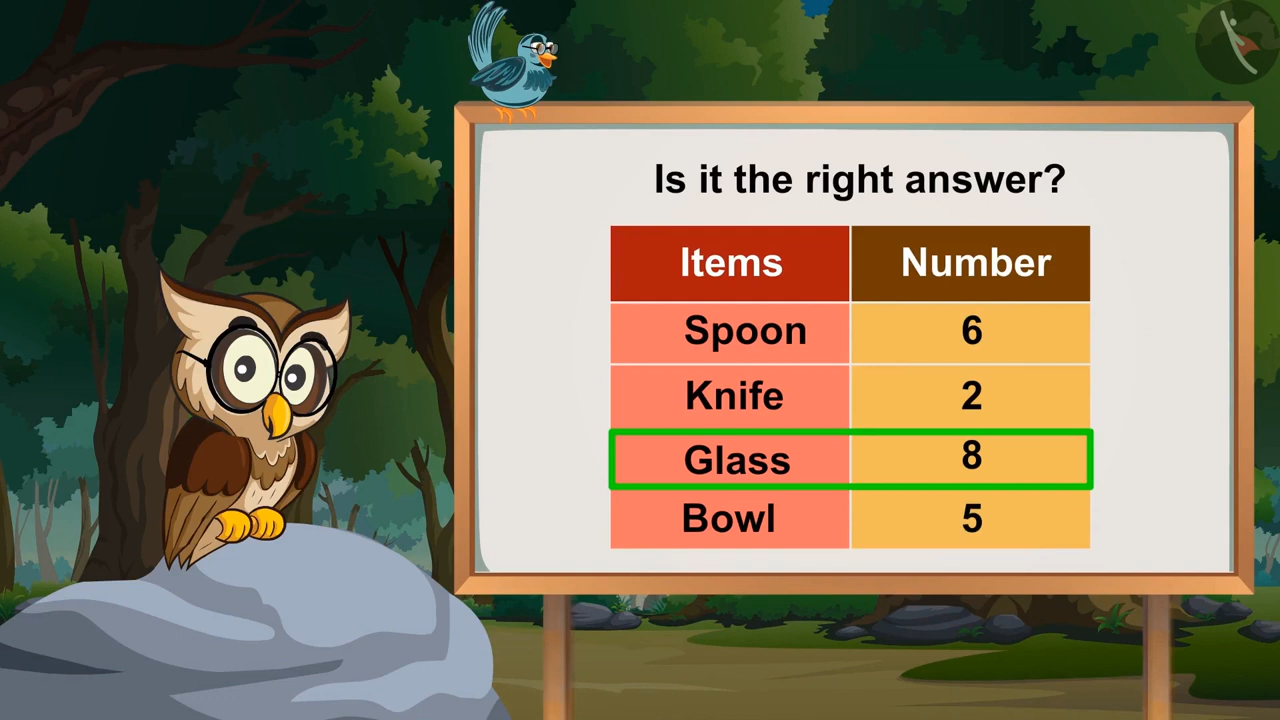 Is it the right answer?
Items Number
Spoon 6
Knife 2
Glass 8
Bowl 5